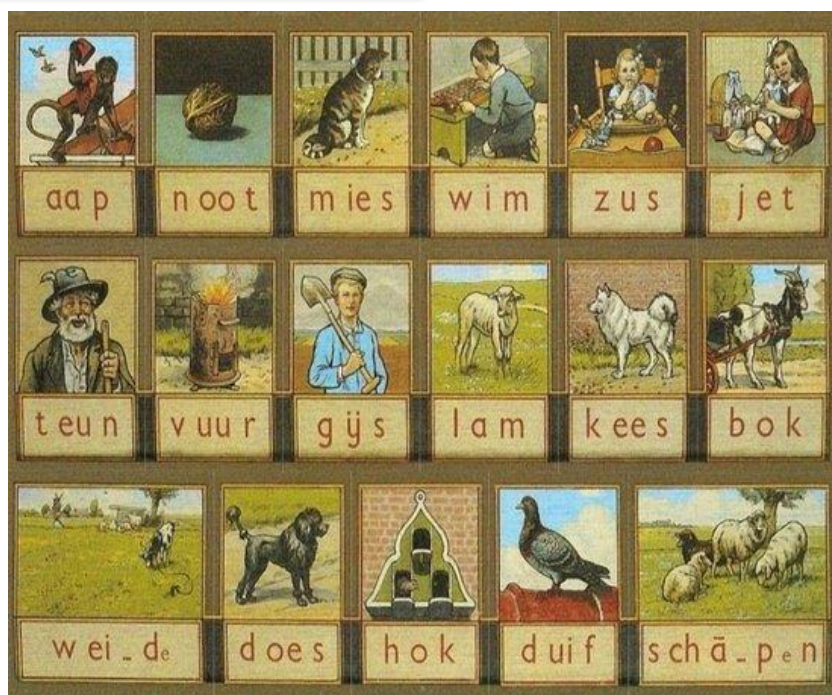 aap noot mies wim zus jet
teun vuur gijs lam kees bok
wei-de does hok duif schā-pen